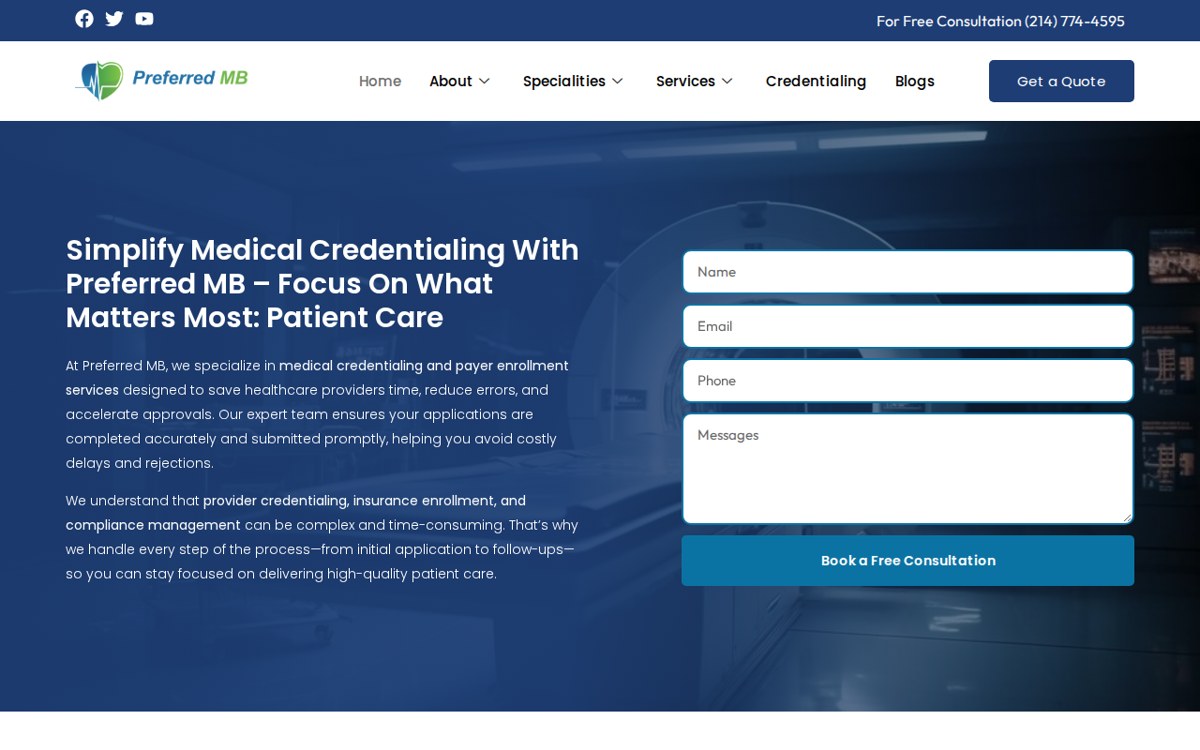 For Free Consultation (214) 774-4595
Preferred MB
Home
About
Specialities
Services
Credentialing
Blogs
Get a Quote
Simplify Medical Credentialing With
Preferred MB – Focus On What
Matters Most: Patient Care
At Preferred MB, we specialize in medical credentialing and payer enrollment
services designed to save healthcare providers time, reduce errors, and
accelerate approvals. Our expert team ensures your applications are
completed accurately and submitted promptly, helping you avoid costly
delays and rejections.
We understand that provider credentialing, insurance enrollment, and
compliance management can be complex and time-consuming. That’s why
we handle every step of the process—from initial application to follow-ups—
so you can stay focused on delivering high-quality patient care.
Name
Email
Phone
Messages
Book a Free Consultation